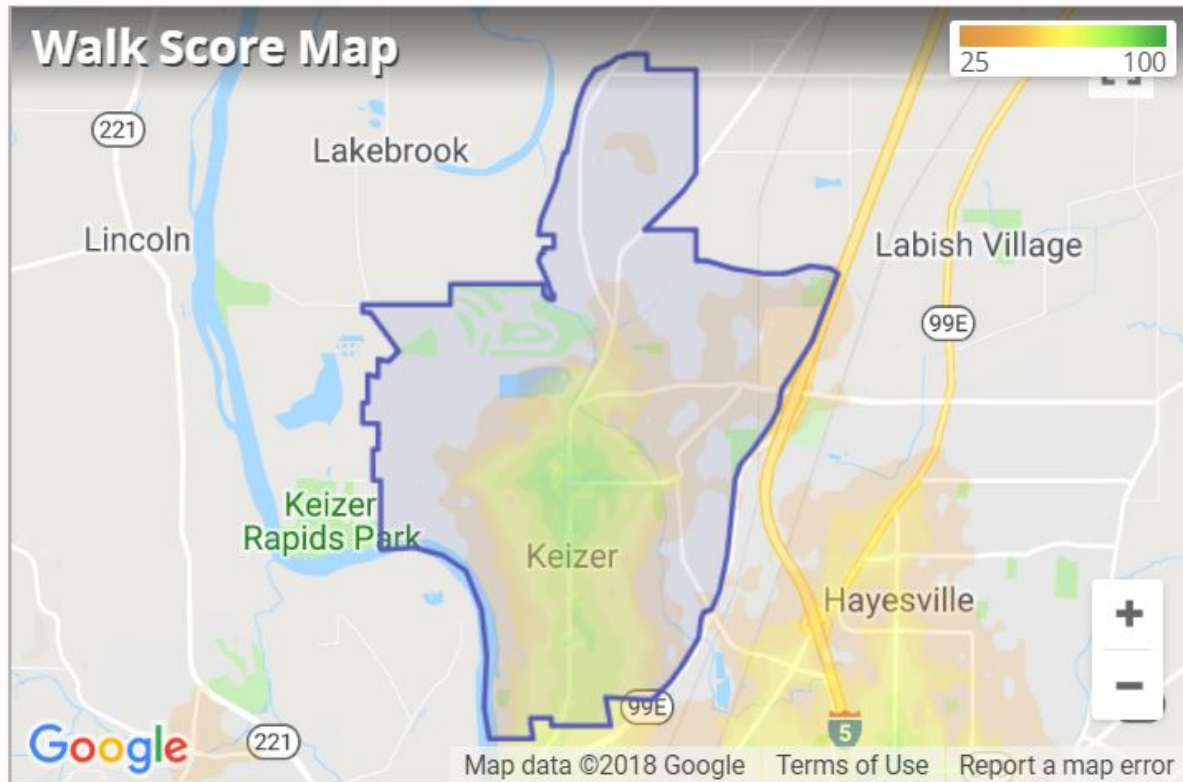 Walk Score Map
25 100
221
Lakebrook
Lincoln
Labish Village
99E
Keizer
Rapids Park
Keizer
Hayesville
+
−
99E
5
Google
221
Map data ©2018 Google
Terms of Use
Report a map error